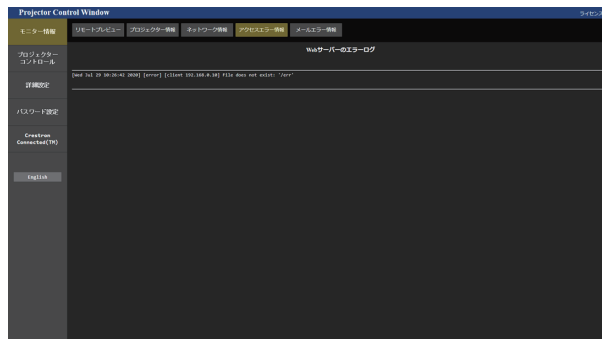 Projector Control Window
ライセンス
モニター情報
リモートプレビュー プロジェクター情報 ネットワーク情報 アクセスエラー情報 メールエラー情報
Webサーバーのエラーログ
プロジェクター
コントロール
[Wed Jul 29 10:26:42 2020] [error] [client 192.168.0.10] File does not exist: '/err'
詳細設定
パスワード設定
Crestron
Connected(TM)
English